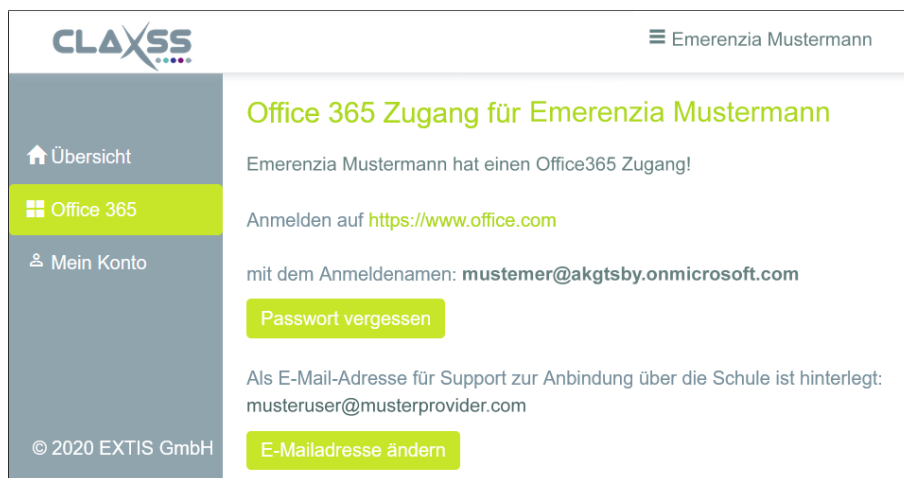 CLAXSS
Emerenzia Mustermann
Übersicht
Office 365
Mein Konto
© 2020 EXTIS GmbH
Office 365 Zugang für Emerenzia Mustermann
Emerenzia Mustermann hat einen Office365 Zugang!
Anmelden auf https://www.office.com
mit dem Anmeldenamen: mustemer@akgtsby.onmicrosoft.com
Passwort vergessen
Als E-Mail-Adresse für Support zur Anbindung über die Schule ist hinterlegt:
musteruser@musterprovider.com
E-Mailadresse ändern